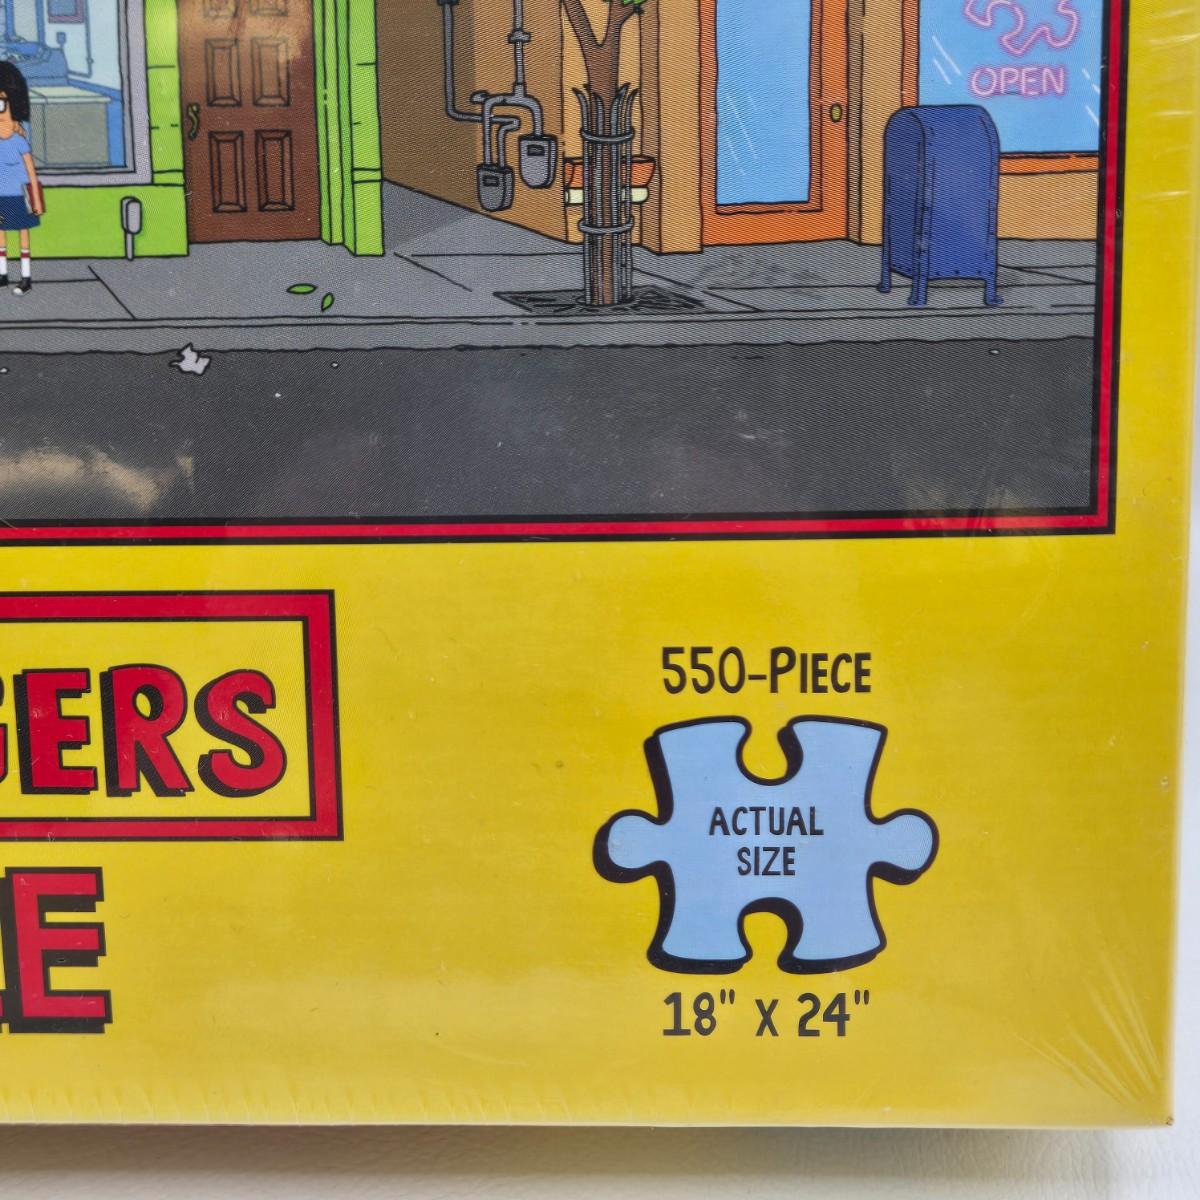 OPEN
GERS
E
550-PIECE
ACTUAL
SIZE
18" X 24"